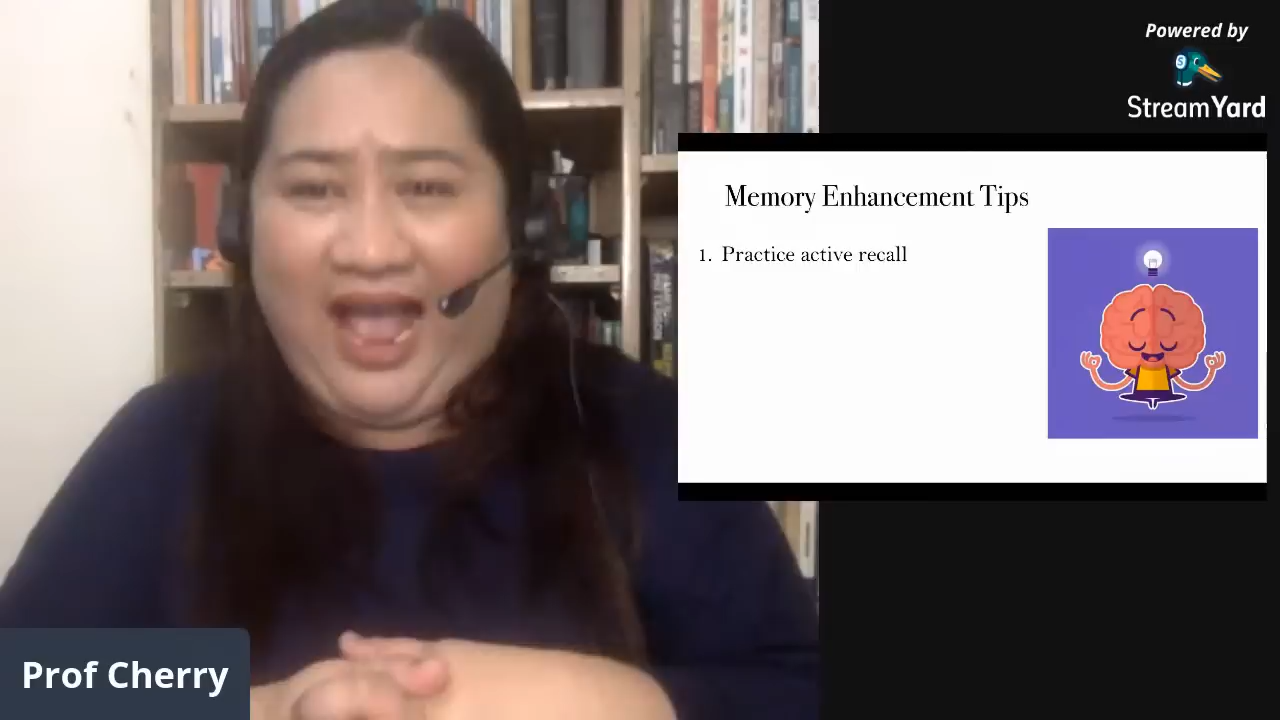 Powered by
StreamYard
Memory Enhancement Tips
1. Practice active recall
Prof Cherry